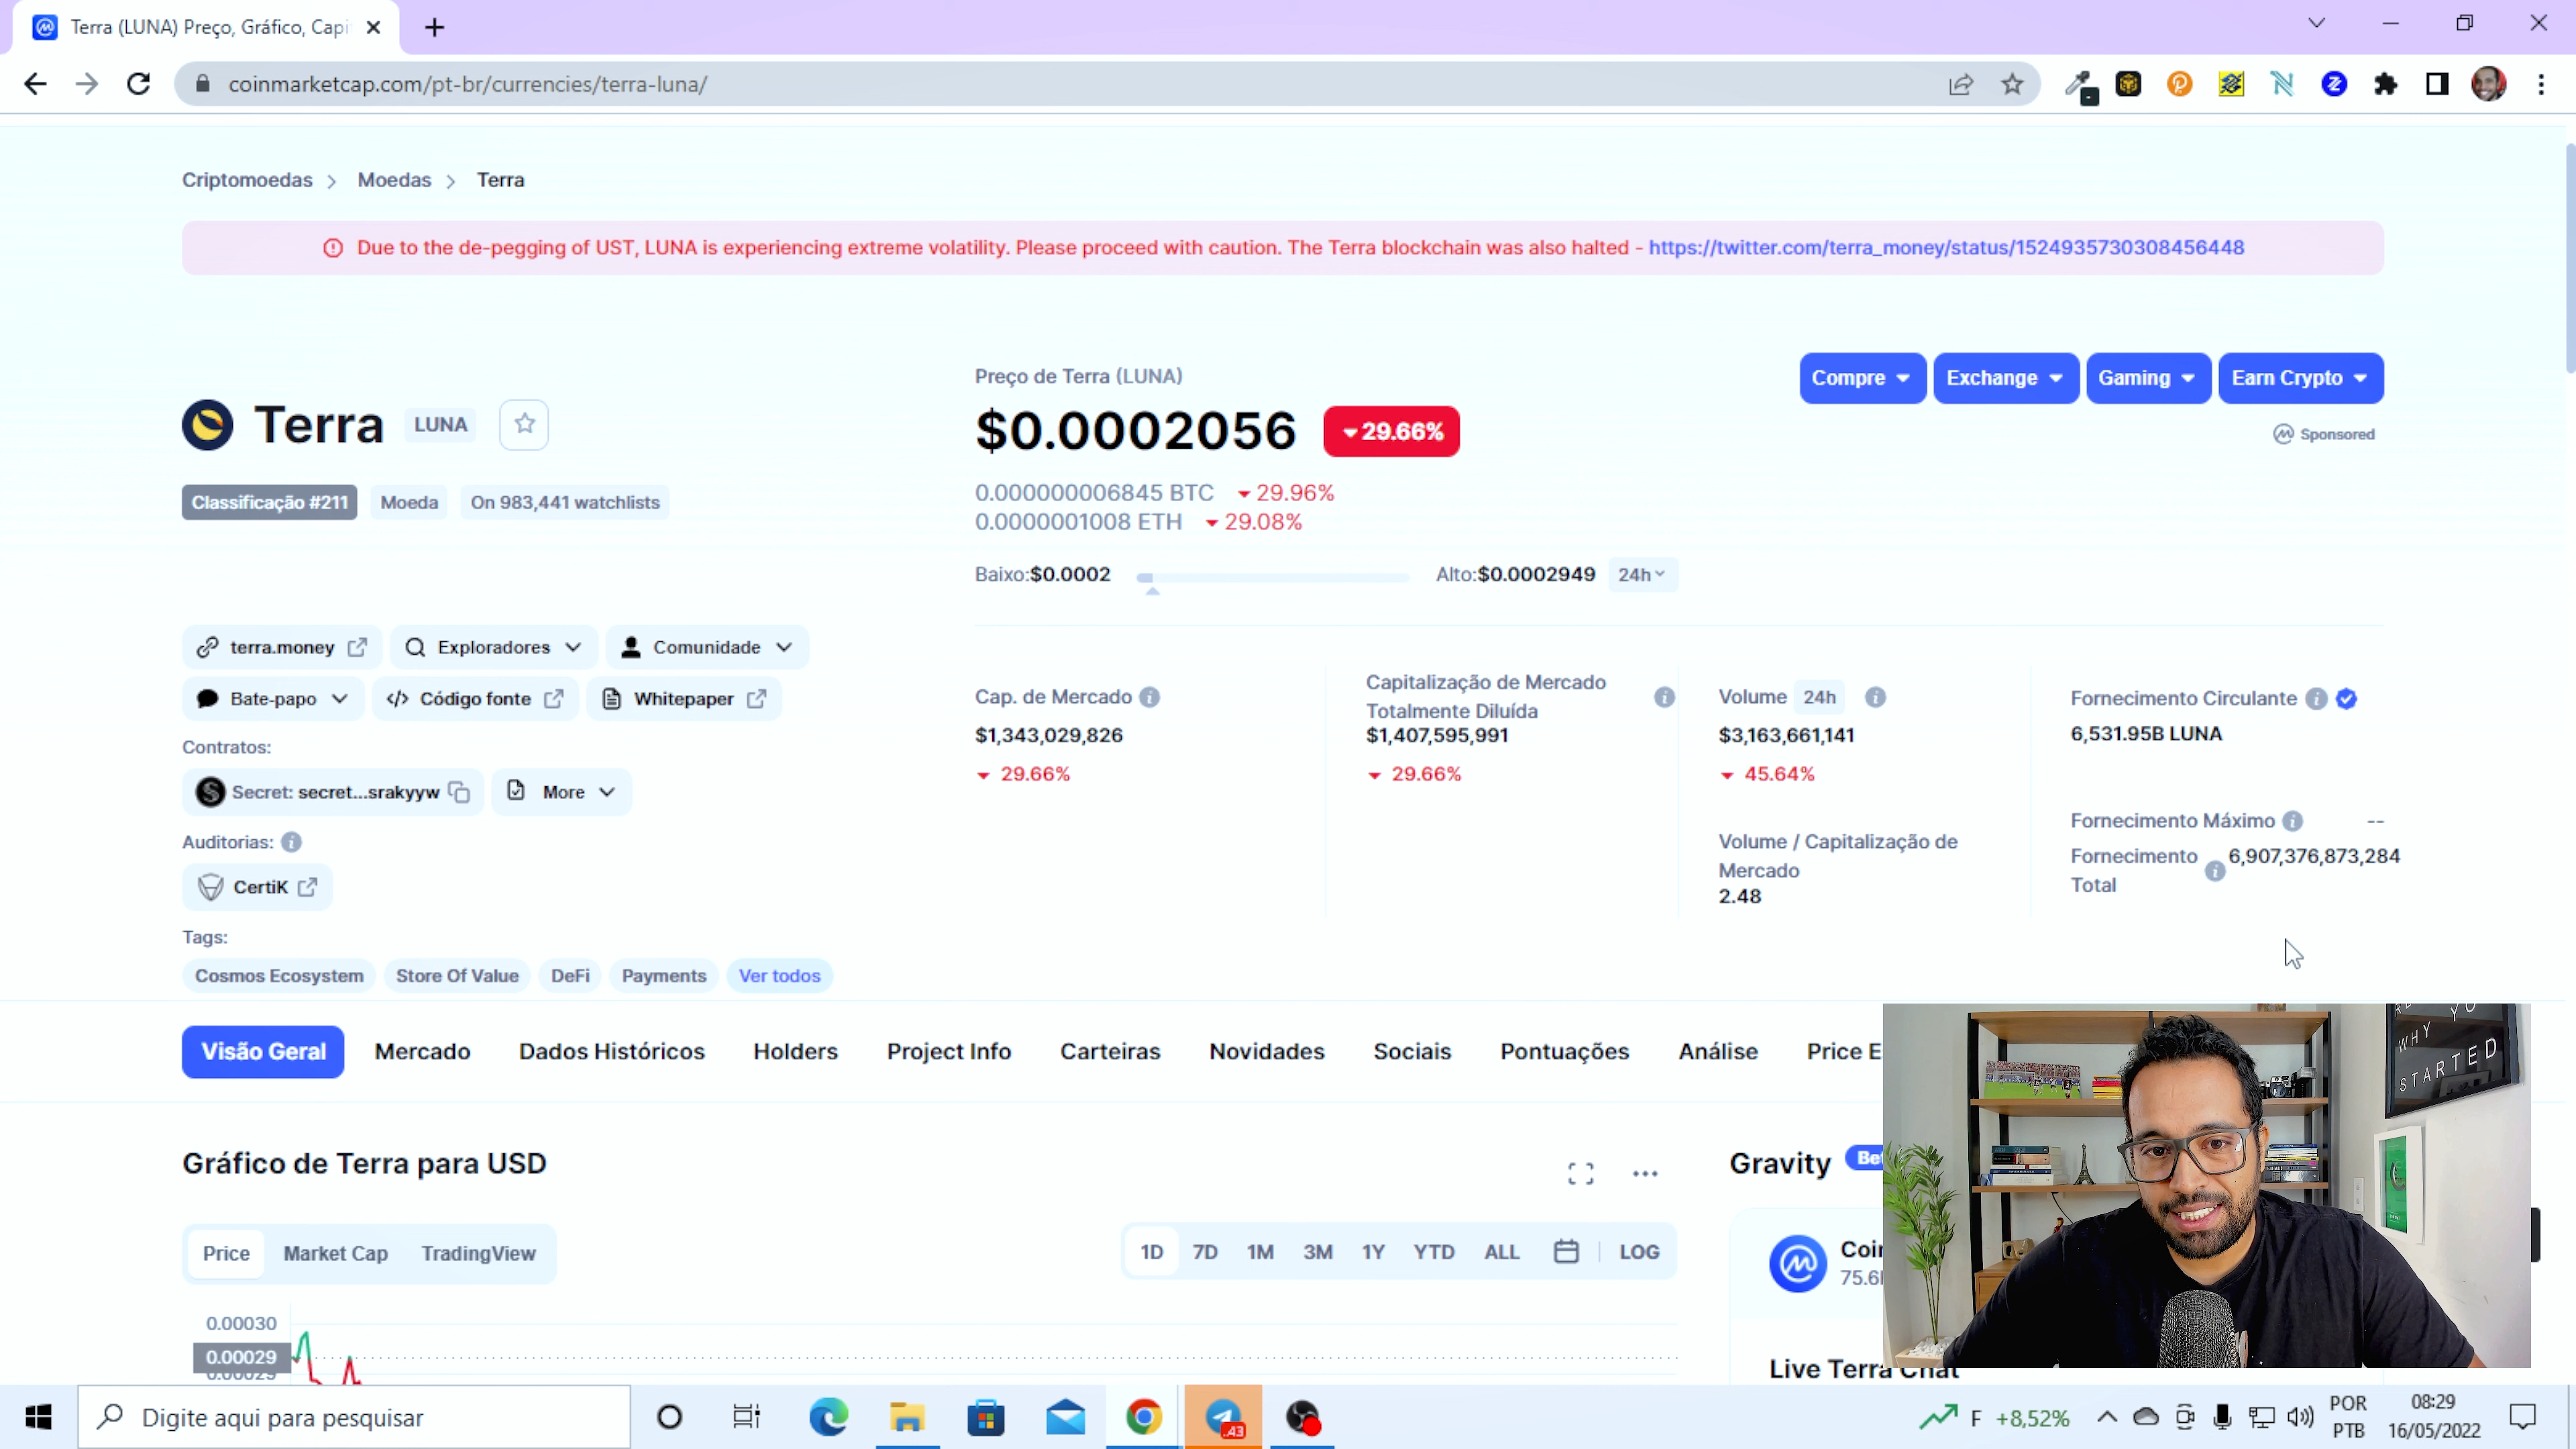 Terra (LUNA) Preço, Gráfico, Capi
coinmarketcap.com/pt-br/currencies/terra-luna/
Criptomoedas > Moedas > Terra
Due to the de-pegging of UST, LUNA is experiencing extreme volatility. Please proceed with caution. The Terra blockchain was also halted - https://twitter.com/terra_money/status/1524935730308456448
Terra LUNA
Classificação #211 Moeda On 983,441 watchlists
terra.money Exploradores Comunidade
Bate-papo Código fonte Whitepaper
Contratos:
Secret: secret...srakyyw More
Auditorias:
CertiK
Tags:
Cosmos Ecosystem Store Of Value DeFi Payments Ver todos
Preço de Terra (LUNA)
$0.0002056 29.66%
0.000000006845 BTC 29.96%
0.0000001008 ETH 29.08%
Baixo:$0.0002 Alto:$0.0002949 24h
Compre Exchange Gaming Earn Crypto
Sponsored
Cap. de Mercado
$1,343,029,826
29.66%
Capitalização de Mercado
Totalmente Diluída
$1,407,595,991
29.66%
Volume 24h
$3,163,661,141
45.64%
Volume / Capitalização de
Mercado
2.48
Fornecimento Circulante
6,531.95B LUNA
Fornecimento Máximo --
Fornecimento 6,907,376,873,284
Total
Visão Geral Mercado Dados Históricos Holders Project Info Carteiras Novidades Sociais Pontuações Análise Price E
Gráfico de Terra para USD
Price Market Cap TradingView
1D 7D 1M 3M 1Y YTD ALL LOG
0.00030
0.00029
0.00029
Gravity Bet
Coi
75.6
Live Terra Chat
WHY YO
STARTED
Digite aqui para pesquisar
43
F +8,52%
POR
PTB
08:29
16/05/2022